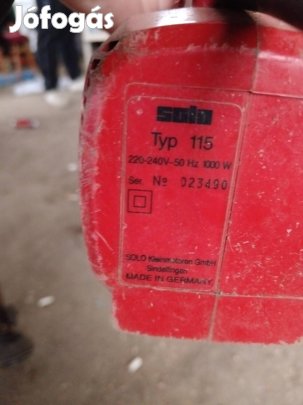 Jófogás
solo
Typ 115
220-240V~50 Hz 1000 W
Ser. No 023490
SOLO Kleinmotoren GmbH
Sindelfingen
MADE IN GERMANY